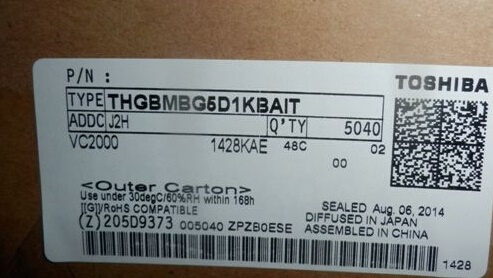 P/N :
TOSHIBA
TYPE THGBMBG5D1KBAIT
ADDC J2H Q'TY 5040
VC2000 1428KAE 48C 02
00
<Outer Carton>
Use under 30degC/60%RH within 168h
[[G]]/RoHS COMPATIBLE
SEALED Aug. 06, 2014
DIFFUSED IN JAPAN
ASSEMBLED IN CHINA
(Z) 205D9373 005040 ZPZB0ESE
1428